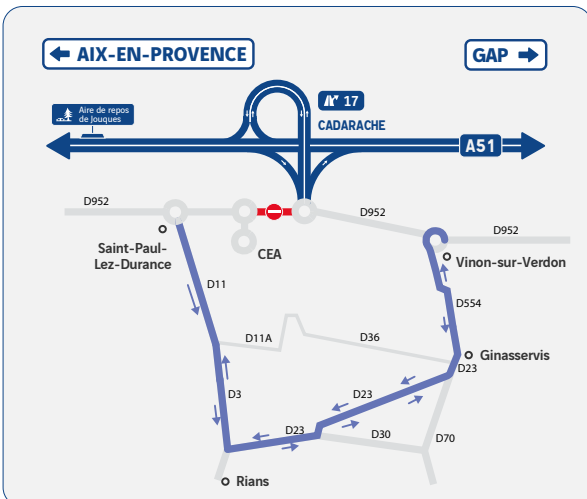 AIX-EN-PROVENCE
GAP
Aire de repos
de Jouques
17
CADARACHE
A51
D952
D952
D952
Saint-Paul-
Lez-Durance
CEA
Vinon-sur-Verdon
D11
D554
D11A
D36
Ginasservis
D23
D3
D23
D23
D30
D70
Rians